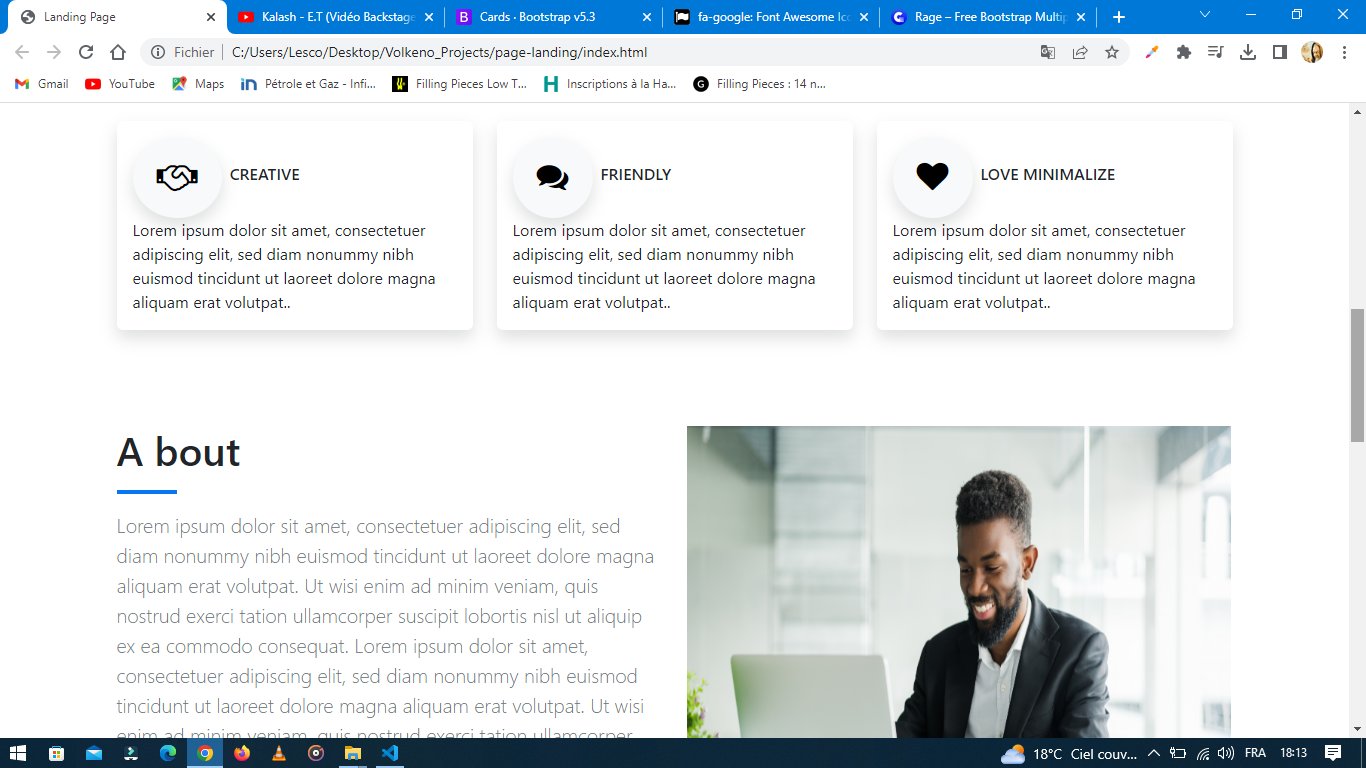 Landing Page
Kalash - E.T (Vidéo Backstage
Cards · Bootstrap v5.3
fa-google: Font Awesome Ico
Rage – Free Bootstrap Multip
Fichier
C:/Users/Lesco/Desktop/Volkeno_Projects/page-landing/index.html
Gmail
YouTube
Maps
Pétrole et Gaz - Infi...
Filling Pieces Low T...
Inscriptions à la Ha...
Filling Pieces : 14 n...
CREATIVE
Lorem ipsum dolor sit amet, consectetuer
adipiscing elit, sed diam nonummy nibh
euismod tincidunt ut laoreet dolore magna
aliquam erat volutpat..
FRIENDLY
Lorem ipsum dolor sit amet, consectetuer
adipiscing elit, sed diam nonummy nibh
euismod tincidunt ut laoreet dolore magna
aliquam erat volutpat..
LOVE MINIMALIZE
Lorem ipsum dolor sit amet, consectetuer
adipiscing elit, sed diam nonummy nibh
euismod tincidunt ut laoreet dolore magna
aliquam erat volutpat..
A bout
Lorem ipsum dolor sit amet, consectetuer adipiscing elit, sed
diam nonummy nibh euismod tincidunt ut laoreet dolore magna
aliquam erat volutpat. Ut wisi enim ad minim veniam, quis
nostrud exerci tation ullamcorper suscipit lobortis nisl ut aliquip
ex ea commodo consequat. Lorem ipsum dolor sit amet,
consectetuer adipiscing elit, sed diam nonummy nibh euismod
tincidunt ut laoreet dolore magna aliquam erat volutpat. Ut wisi
enim ad minim veniam, quis nostrud exerci tation ullamcorper
18°C Ciel couv...
FRA
18:13